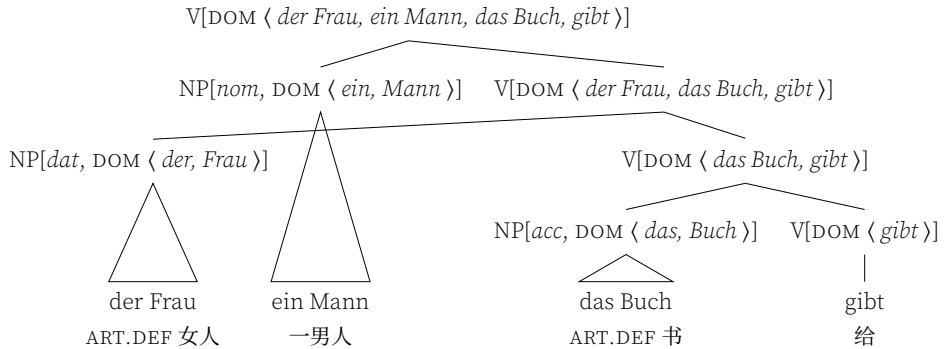 V[DOM ⟨ der Frau, ein Mann, das Buch, gibt ⟩]
NP[nom, DOM ⟨ ein, Mann ⟩] V[DOM ⟨ der Frau, das Buch, gibt ⟩]
NP[dat, DOM ⟨ der, Frau ⟩] V[DOM ⟨ das Buch, gibt ⟩]
NP[acc, DOM ⟨ das, Buch ⟩] V[DOM ⟨ gibt ⟩]
der Frau ein Mann das Buch gibt
ART.DEF 女人 一男人 ART.DEF 书 给